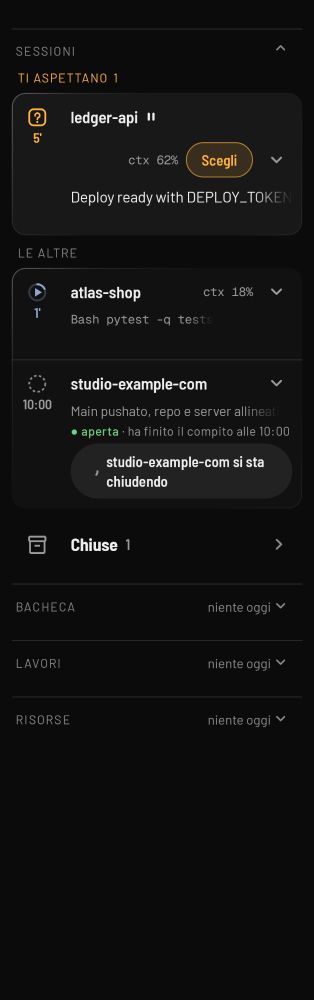 SESSIONI
TI ASPETTANO 1
ledger-api
5'
ctx 62% Scegli
Deploy ready with DEPLOY_TOKEN
LE ALTRE
atlas-shop ctx 18%
1'
Bash pytest -q tests
studio-example-com
10:00
Main pushato, repo e server allineat
● aperta · ha finito il compito alle 10:00
studio-example-com si sta
chiudendo
Chiuse 1
BACHECA niente oggi
LAVORI niente oggi
RISORSE niente oggi